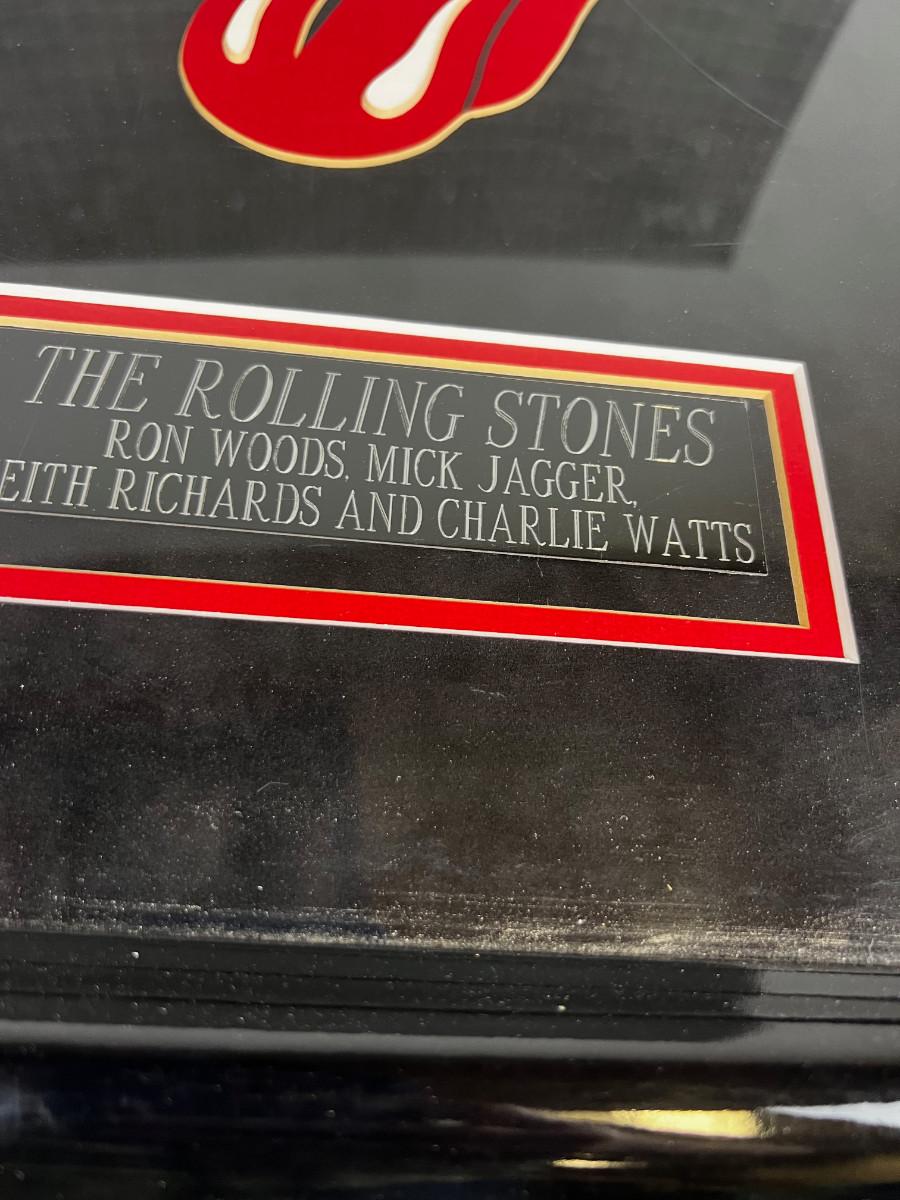 THE ROLLING STONES
RON WOODS, MICK JAGGER,
EITH RICHARDS AND CHARLIE WATTS